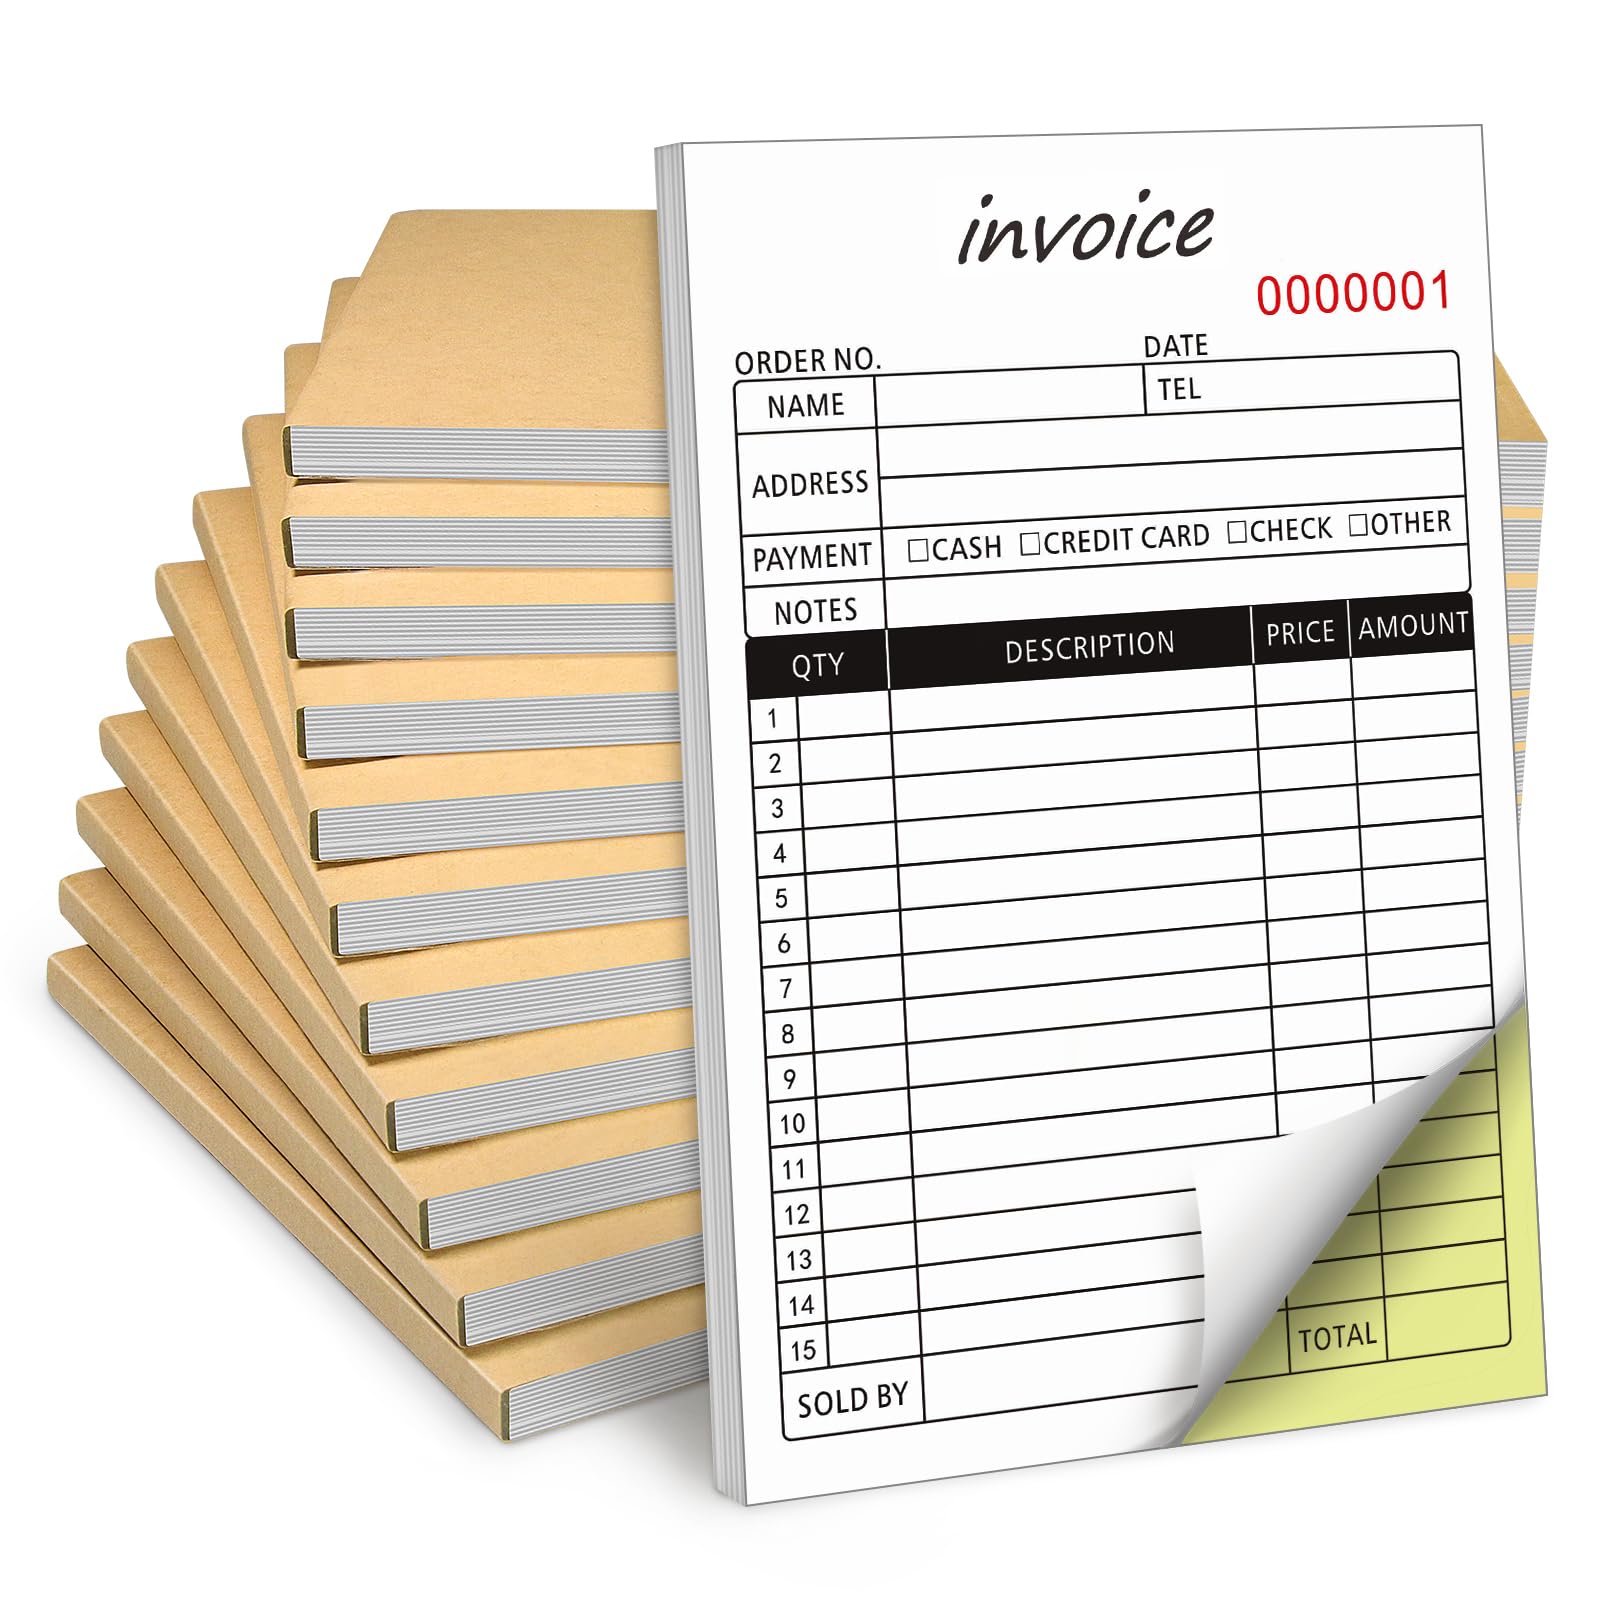 invoice
0000001
ORDER NO. DATE
NAME TEL
ADDRESS
PAYMENT □CASH □CREDIT CARD □CHECK □OTHER
NOTES
QTY DESCRIPTION PRICE AMOUNT
1
2
3
4
5
6
7
8
9
10
11
12
13
14
15 TOTAL
SOLD BY